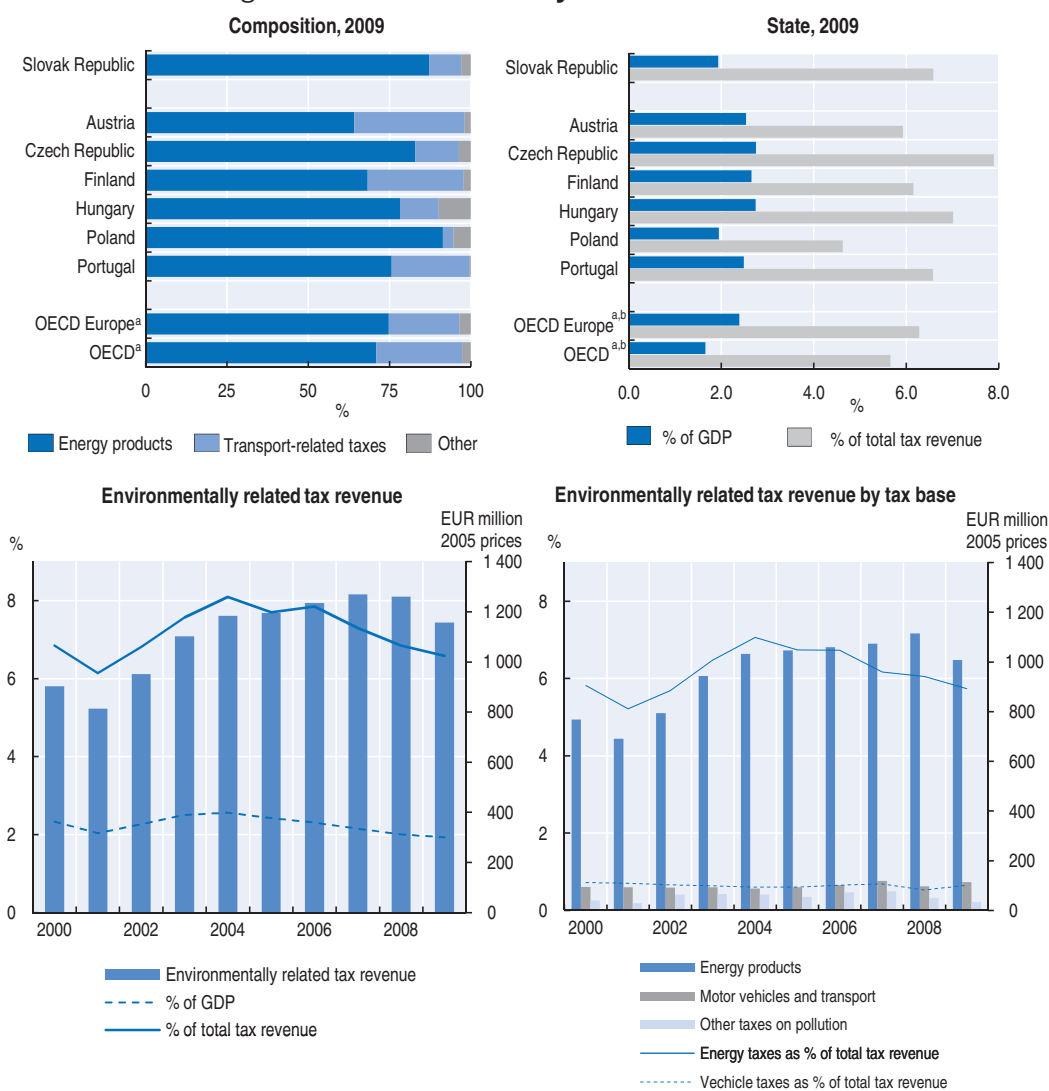 Composition, 2009
Slovak Republic
Austria
Czech Republic
Finland
Hungary
Poland
Portugal
OECD Europeᵃ
OECDᵃ
0 25 50 75 100
%
Energy products Transport-related taxes Other
State, 2009
Slovak Republic
Austria
Czech Republic
Finland
Hungary
Poland
Portugal
OECD Europe a,b
OECD a,b
0.0 2.0 4.0 6.0 8.0
%
% of GDP % of total tax revenue
Environmentally related tax revenue
EUR million
% 2005 prices
1 400
8 1 200
1 000
6 800
4 600
400
2 200
0 0
2000 2002 2004 2006 2008
Environmentally related tax revenue
% of GDP
% of total tax revenue
Environmentally related tax revenue by tax base
EUR million
% 2005 prices
1 400
8 1 200
1 000
6 800
4 600
400
2 200
0 0
2000 2002 2004 2006 2008
Energy products
Motor vehicles and transport
Other taxes on pollution
Energy taxes as % of total tax revenue
Vechicle taxes as % of total tax revenue